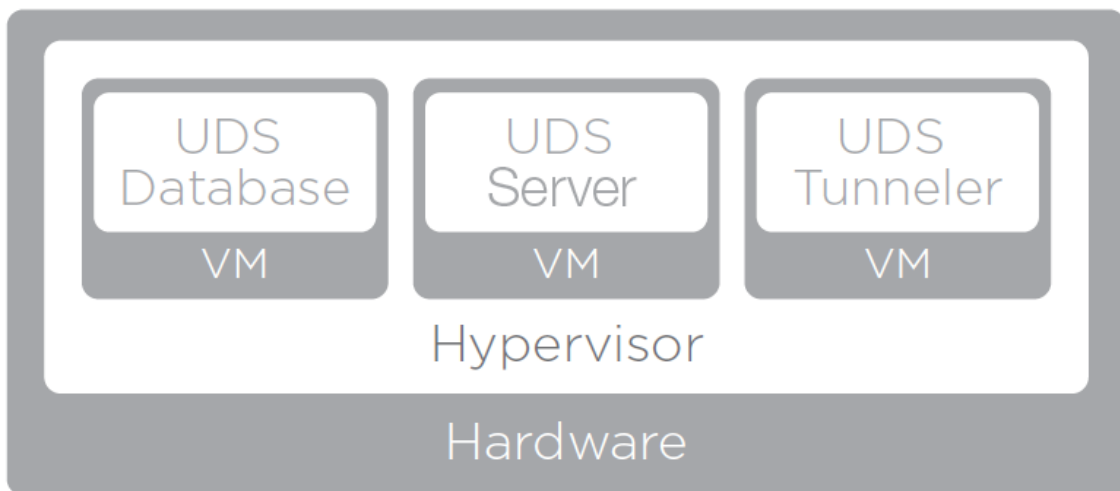 UDS
Database
VM
UDS
Server
VM
UDS
Tunneler
VM
Hypervisor
Hardware